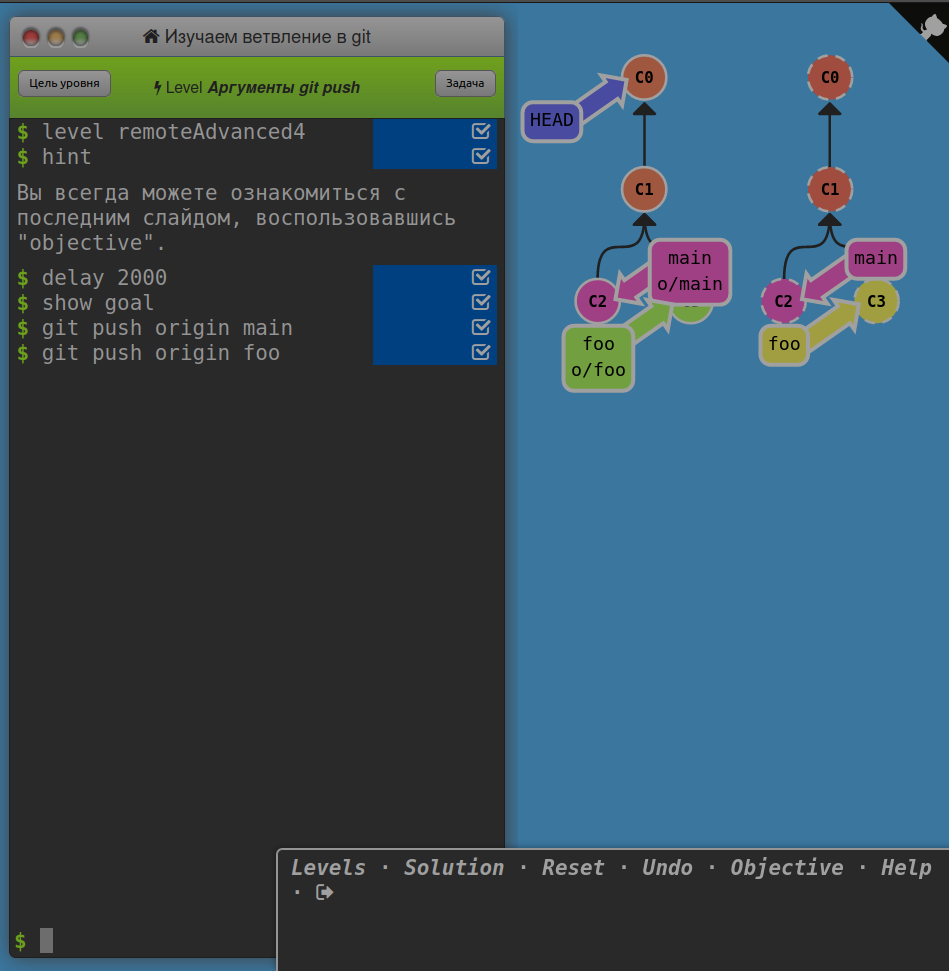 Изучаем ветвление в git
Цель уровня
Level Аргументы git push
Задача
$ level remoteAdvanced4
$ hint
Вы всегда можете ознакомиться с
последним слайдом, воспользовавшись
"objective".
$ delay 2000
$ show goal
$ git push origin main
$ git push origin foo
$
C0
HEAD
C1
main
o/main
C2
foo
o/foo
C0
C1
main
C2
C3
foo
Levels · Solution · Reset · Undo · Objective · Help
·